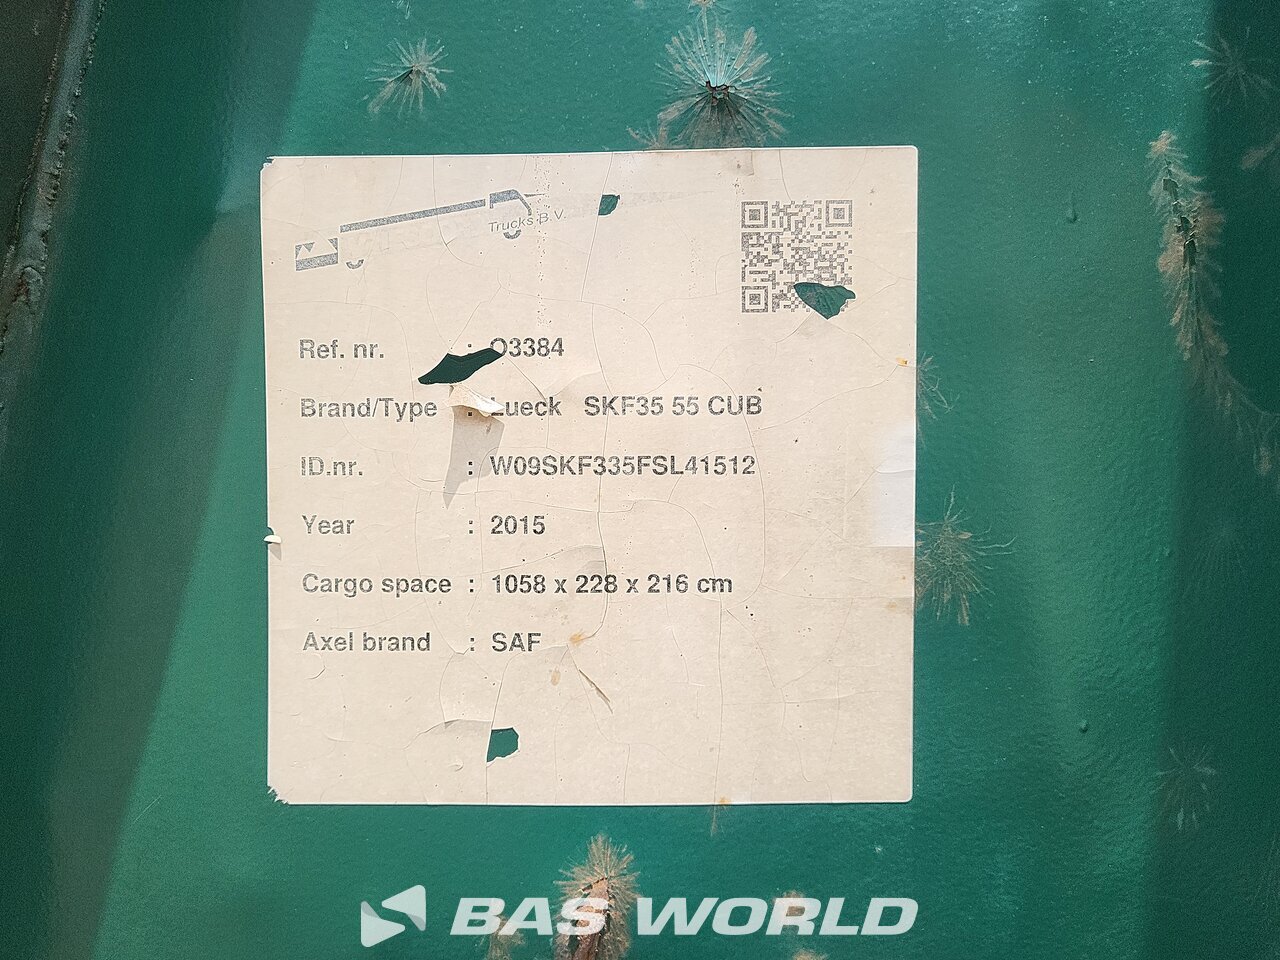 Trucks B.V.
Ref. nr. : O3384
Brand/Type : Lueck SKF35 55 CUB
ID.nr. : W09SKF335FSL41512
Year : 2015
Cargo space : 1058 x 228 x 216 cm
Axel brand : SAF
BAS WORLD